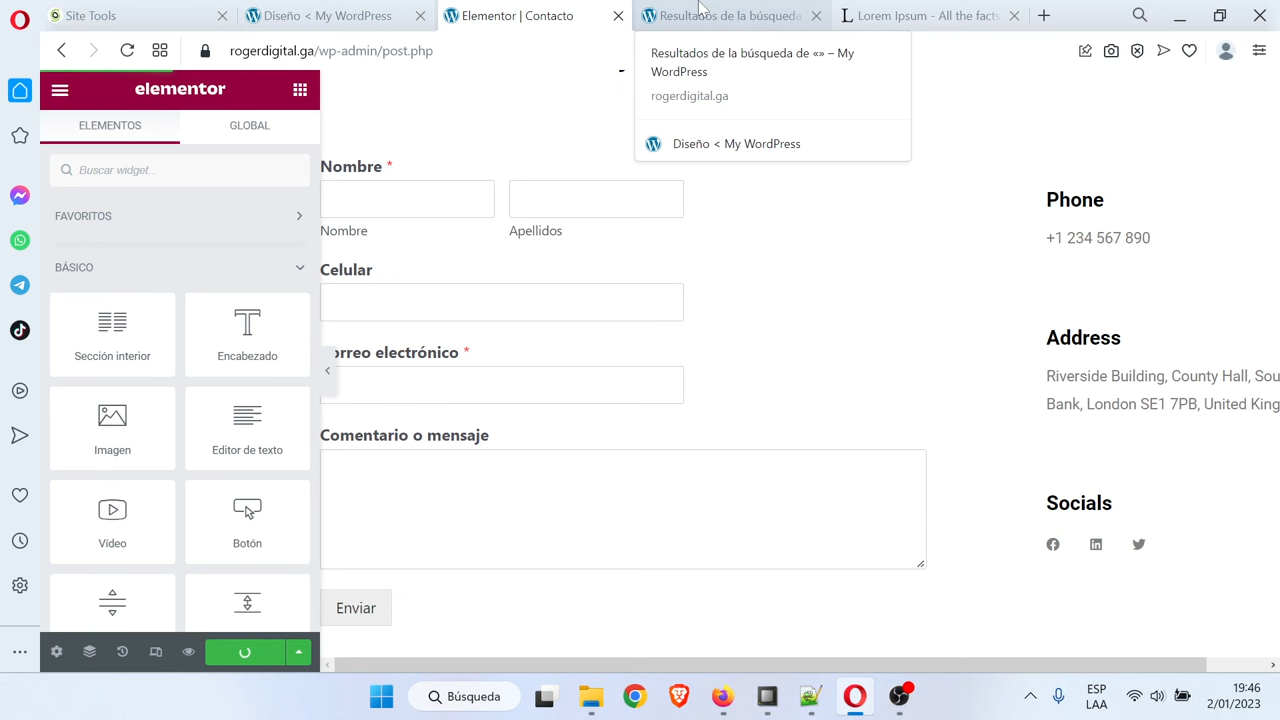 Site Tools
Diseño < My WordPress
Elementor | Contacto
Resultados de la búsqueda
Lorem Ipsum - All the facts
rogerdigital.ga/wp-admin/post.php
Resultados de la búsqueda de «» – My
WordPress
rogerdigital.ga
Diseño < My WordPress
elementor
ELEMENTOS
GLOBAL
Buscar widget...
FAVORITOS
BÁSICO
Sección interior
Encabezado
Imagen
Editor de texto
Vídeo
Botón
Nombre *
Nombre
Apellidos
Celular
orreo electrónico *
Comentario o mensaje
Enviar
Phone
+1 234 567 890
Address
Riverside Building, County Hall, Sou
Bank, London SE1 7PB, United King
Socials
Búsqueda
ESP
LAA
19:46
2/01/2023